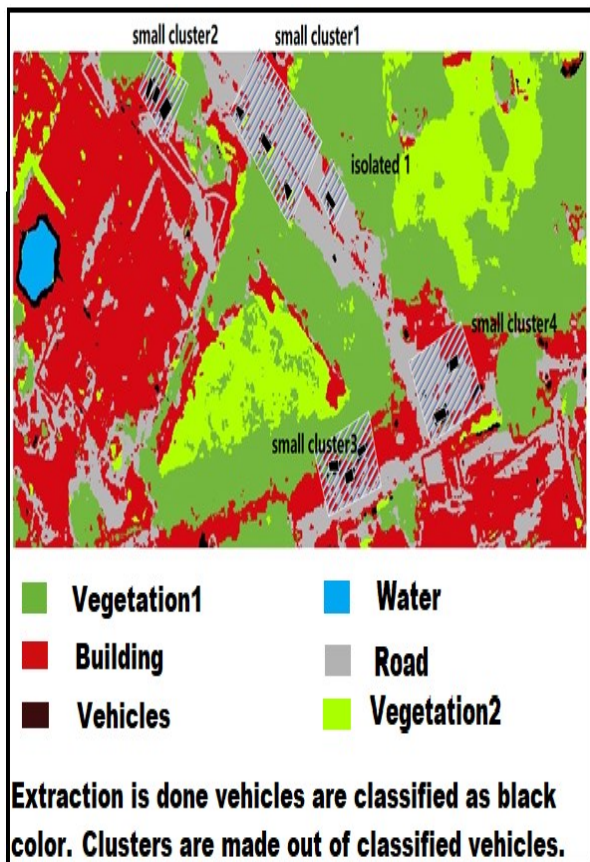 small cluster2
small cluster1
isolated 1
small cluster4
small cluster3
Vegetation1
Water
Building
Road
Vehicles
Vegetation2
Extraction is done vehicles are classified as black
color. Clusters are made out of classified vehicles.